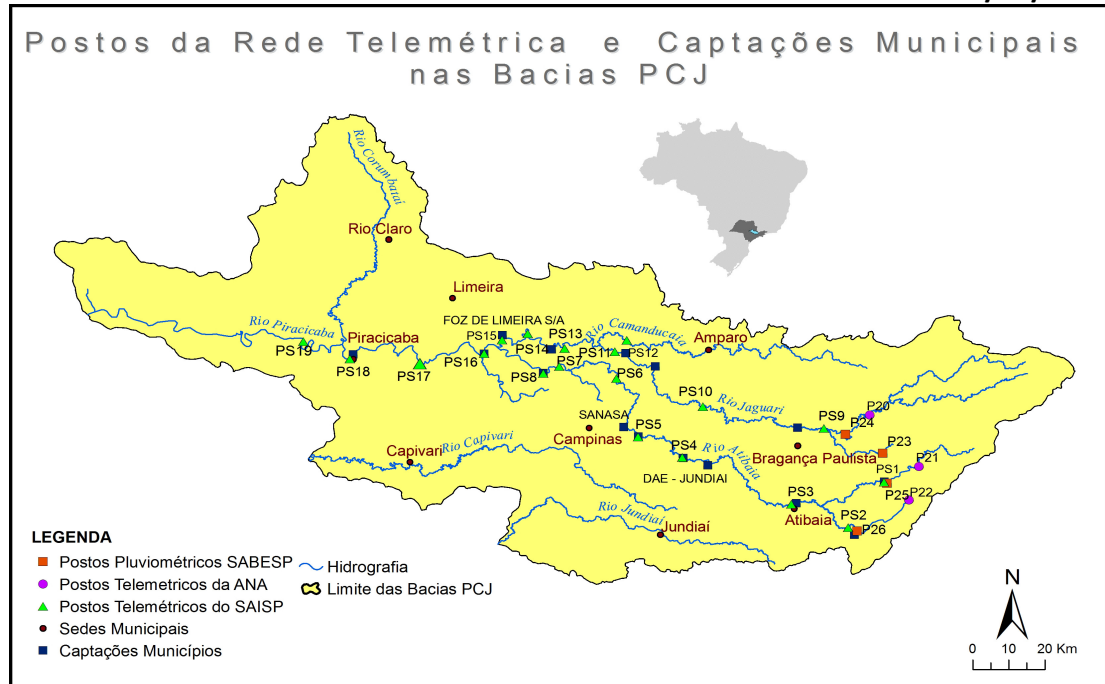 Postos da Rede Telemétrica e Captações Municipais
nas Bacias PCJ
Rio Corumbataí
Rio Claro
Limeira
FOZ DE LIMEIRA S/A
Rio Piracicaba
Piracicaba
PS15
PS13
Rio Camanducaia
Amparo
PS19
PS18
PS17
PS16
PS14
PS11
PS12
PS7
PS8
PS6
PS10
Rio Jaguari
P20
PS9
P24
SANASA
Campinas
PS5
Rio Capivari
Capivari
PS4
Rio Atibaia
Bragança Paulista
P23
P21
DAE - JUNDIAI
PS1
P25
P22
PS3
Atibaia
PS2
P26
Rio Jundiaí
Jundiaí
LEGENDA
Postos Pluviométricos SABESP
Postos Telemetricos da ANA
Postos Telemétricos do SAISP
Sedes Municipais
Captações Municípios
Hidrografia
Limite das Bacias PCJ
N
0 10 20 Km